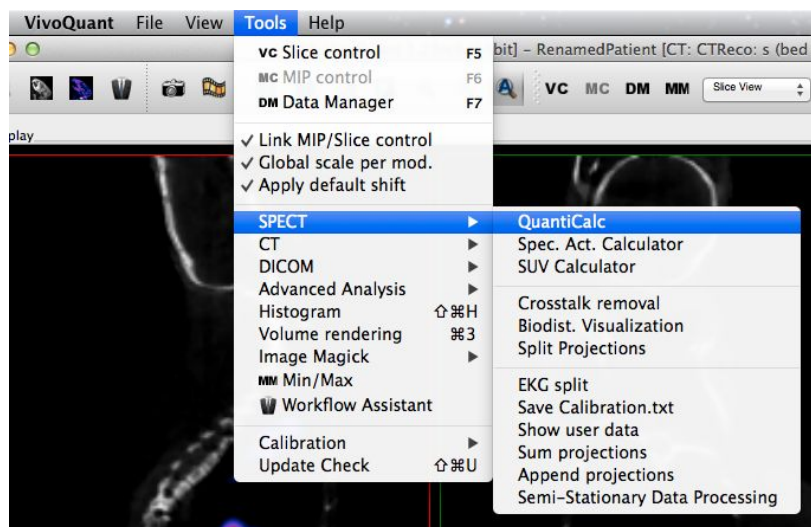 VivoQuant File View Tools Help
bit] - RenamedPatient [CT: CTReco: s (bed
VC MC DM MM Slice View
play
VC Slice control F5
MC MIP control F6
DM Data Manager F7
✓ Link MIP/Slice control
✓ Global scale per mod.
✓ Apply default shift
SPECT ▶
CT ▶
DICOM ▶
Advanced Analysis ▶
Histogram ⇧⌘H
Volume rendering ⌘3
Image Magick ▶
MM Min/Max
Workflow Assistant
Calibration ▶
Update Check ⇧⌘U
QuantiCalc
Spec. Act. Calculator
SUV Calculator
Crosstalk removal
Biodist. Visualization
Split Projections
EKG split
Save Calibration.txt
Show user data
Sum projections
Append projections
Semi-Stationary Data Processing